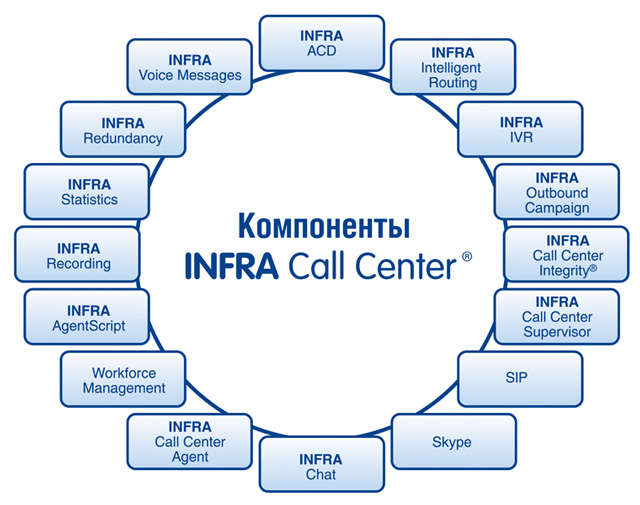 INFRA
ACD
INFRA
Intelligent
Routing
INFRA
IVR
INFRA
Outbound
Campaign
INFRA
Call Center
Integrity®
INFRA
Call Center
Supervisor
SIP
Skype
INFRA
Chat
INFRA
Call Center
Agent
Workforce
Management
INFRA
AgentScript
INFRA
Recording
INFRA
Statistics
INFRA
Redundancy
INFRA
Voice Messages
Компоненты
INFRA Call Center®